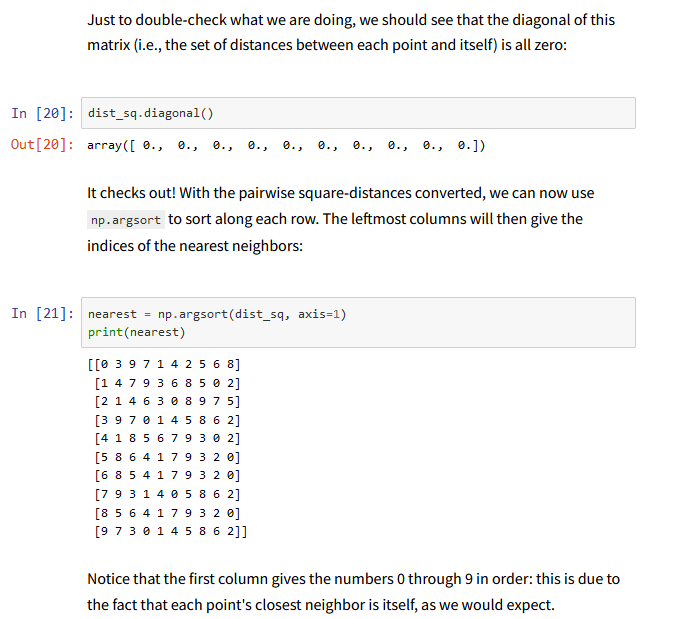 Just to double-check what we are doing, we should see that the diagonal of this
matrix (i.e., the set of distances between each point and itself) is all zero:
In [20]: dist_sq.diagonal()
Out[20]: array([ 0., 0., 0., 0., 0., 0., 0., 0., 0., 0.])
It checks out! With the pairwise square-distances converted, we can now use
np.argsort to sort along each row. The leftmost columns will then give the
indices of the nearest neighbors:
In [21]: nearest = np.argsort(dist_sq, axis=1)
print(nearest)
[[0 3 9 7 1 4 2 5 6 8]
[1 4 7 9 3 6 8 5 0 2]
[2 1 4 6 3 0 8 9 7 5]
[3 9 7 0 1 4 5 8 6 2]
[4 1 8 5 6 7 9 3 0 2]
[5 8 6 4 1 7 9 3 2 0]
[6 8 5 4 1 7 9 3 2 0]
[7 9 3 1 4 0 5 8 6 2]
[8 5 6 4 1 7 9 3 2 0]
[9 7 3 0 1 4 5 8 6 2]]
Notice that the first column gives the numbers 0 through 9 in order: this is due to
the fact that each point's closest neighbor is itself, as we would expect.